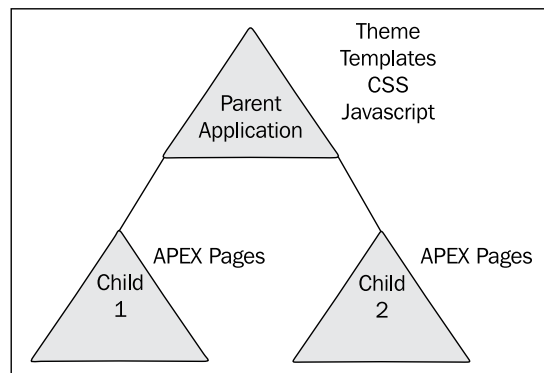 Theme
Templates
CSS
Javascript
Parent
Application
APEX Pages
Child
1
APEX Pages
Child
2